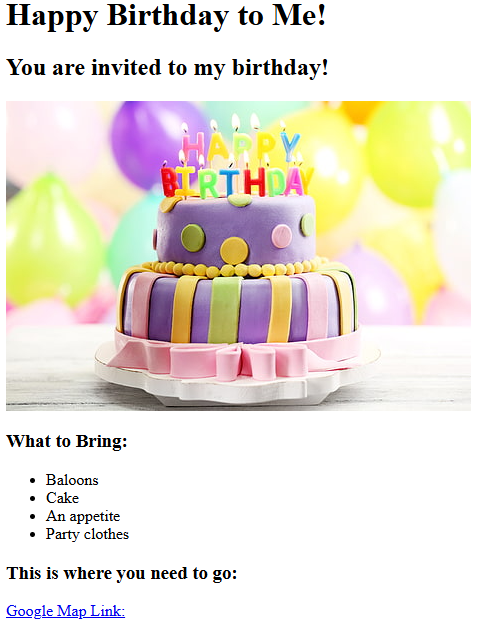 Happy Birthday to Me!
You are invited to my birthday!
HAPPY
BIRTHDAY
What to Bring:
Baloons
Cake
An appetite
Party clothes
This is where you need to go:
Google Map Link: